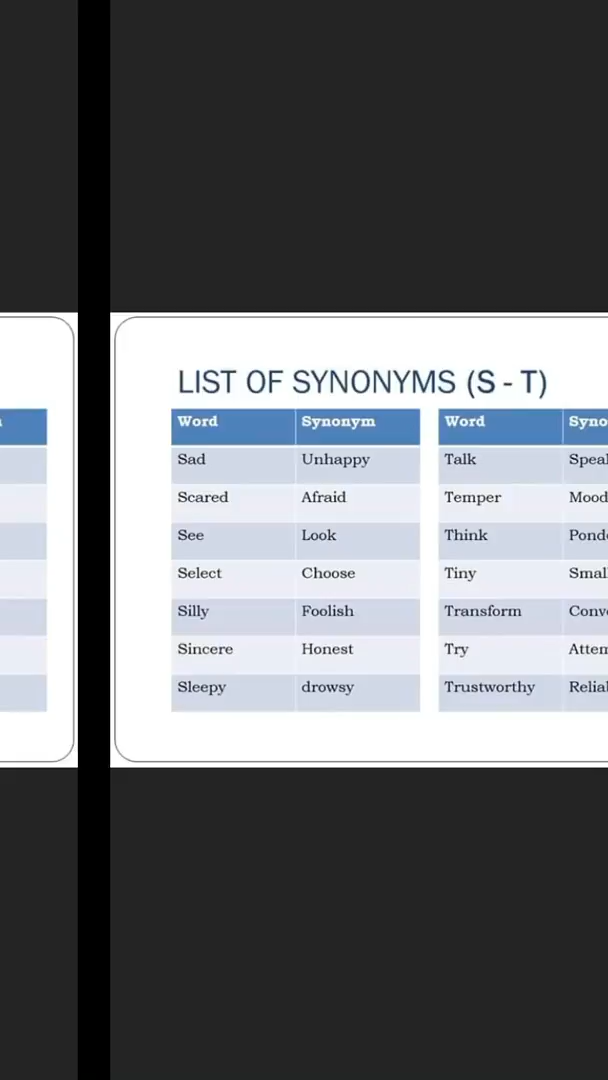 LIST OF SYNONYMS (S - T)
Word Synonym Word
Sad Unhappy Talk
Scared Afraid Temper Mood
See Look Think
Select Choose Tiny
Silly Foolish Transform
Sincere Honest Try
Sleepy drowsy Trustworthy